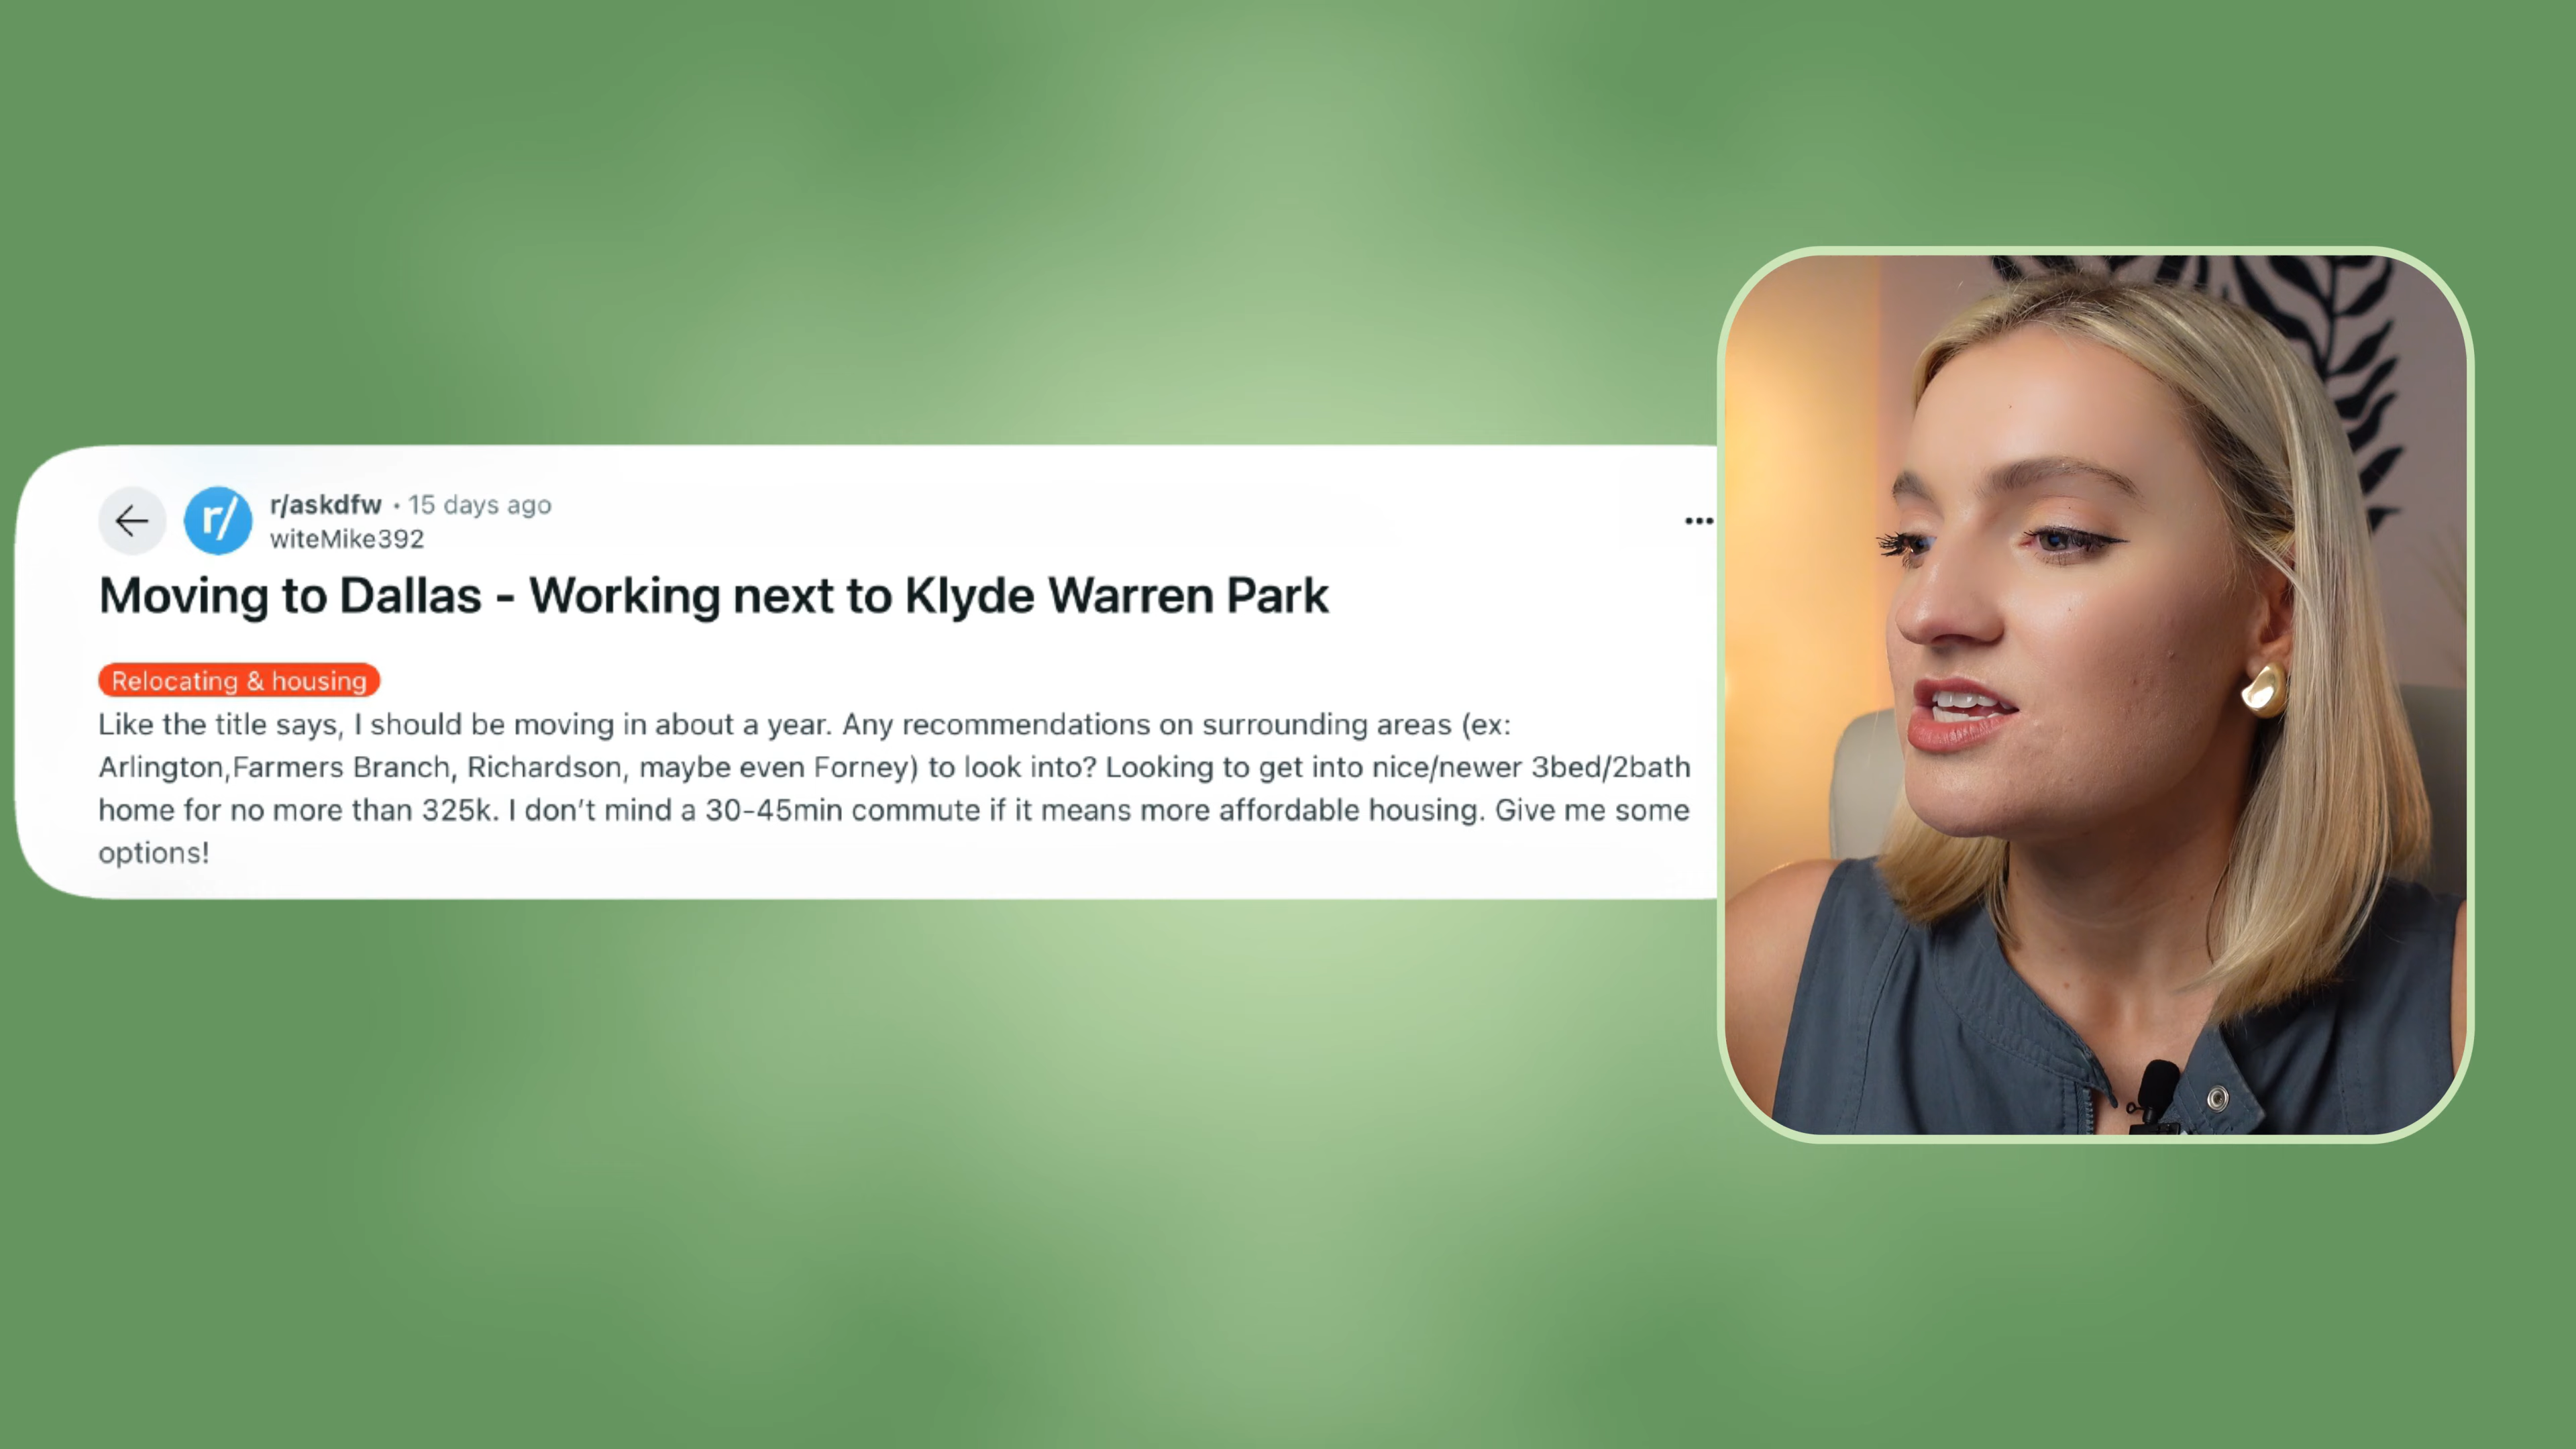 r/askdfw • 15 days ago
r/
witeMike392
Moving to Dallas - Working next to Klyde Warren Park
Relocating & housing
Like the title says, I should be moving in about a year. Any recommendations on surrounding areas (ex:
Arlington,Farmers Branch, Richardson, maybe even Forney) to look into? Looking to get into nice/newer 3bed/2bath
home for no more than 325k. I don’t mind a 30-45min commute if it means more affordable housing. Give me some
options!